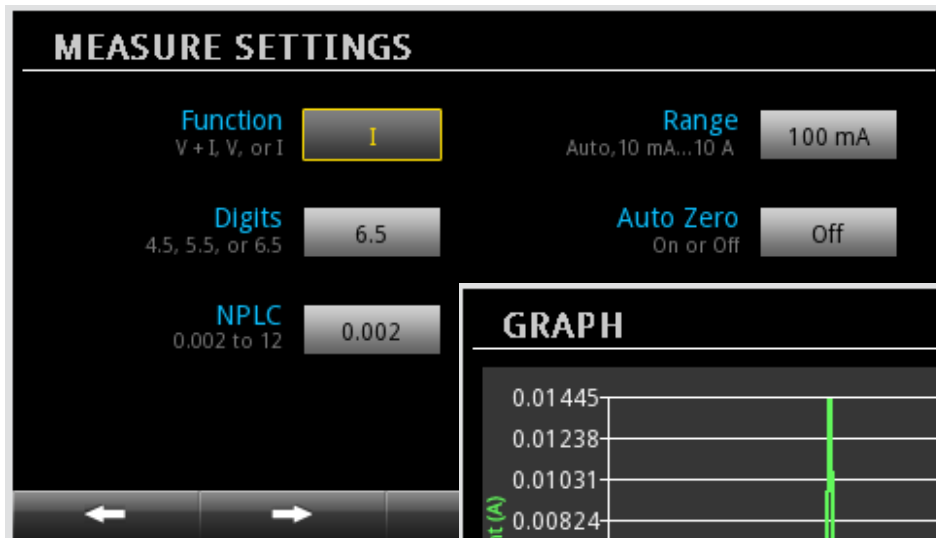 MEASURE SETTINGS
Function
V + I, V, or I
I
Range
Auto, 10 mA...10 A
100 mA
Digits
4.5, 5.5, or 6.5
6.5
Auto Zero
On or Off
Off
NPLC
0.002 to 12
0.002
GRAPH
0.01445
0.01238
0.01031
0.00824
(A)